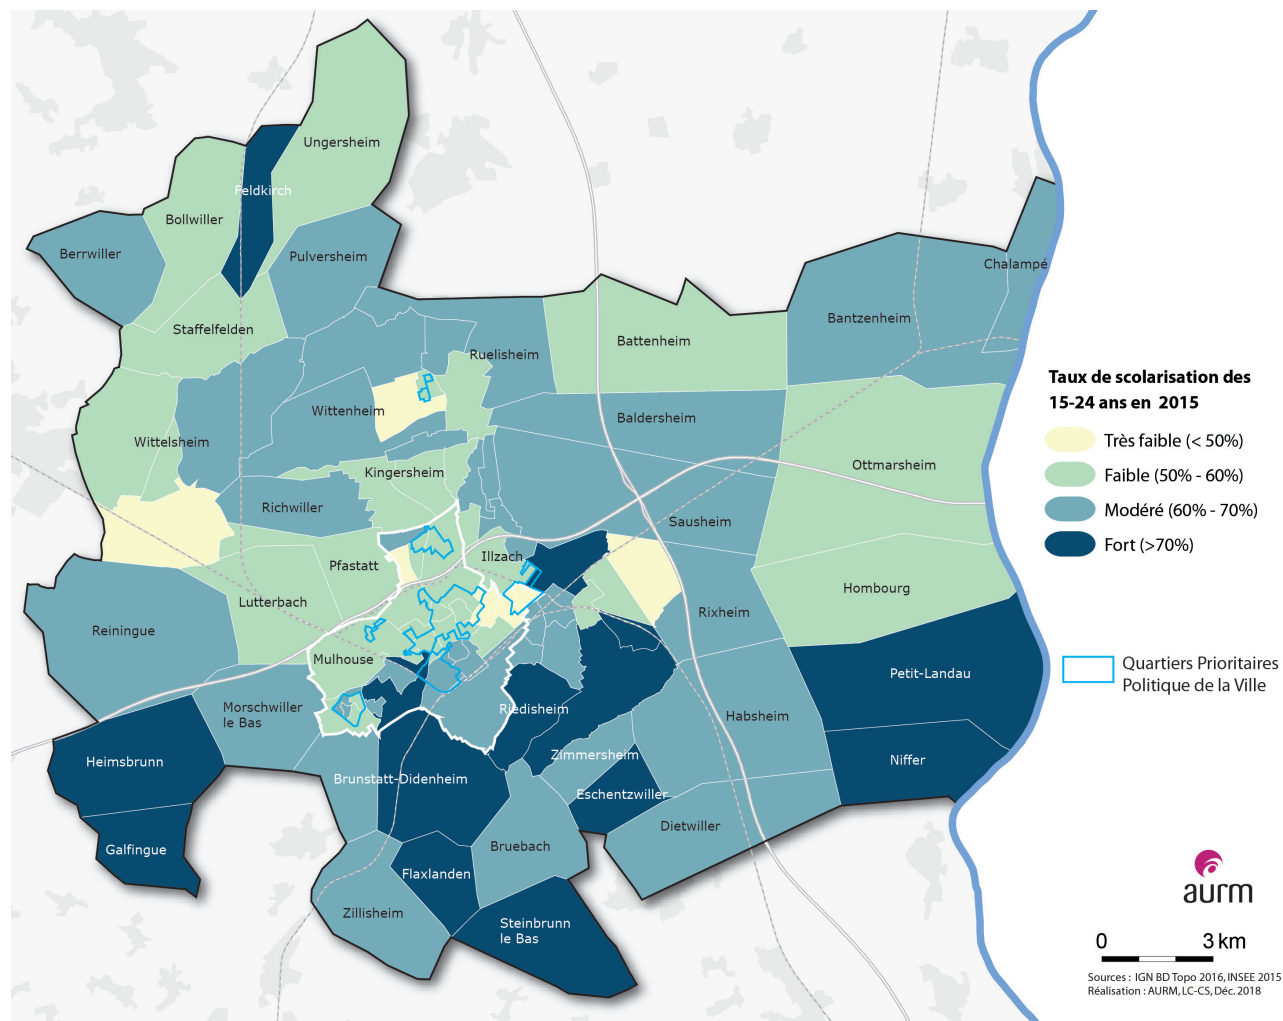 Ungersheim
Feldkirch
Bollwiller
Berrwiller
Pulversheim
Chalampé
Bantzenheim
Staffelfelden
Battenheim
Ruelisheim
Wittenheim
Baldersheim
Wittelsheim
Ottmarsheim
Kingersheim
Richwiller
Sausheim
Illzach
Pfastatt
Hombourg
Lutterbach
Rixheim
Reiningue
Mulhouse
Petit-Landau
Morschwiller
le Bas
Riedisheim
Habsheim
Zimmersheim
Heimsbrunn
Niffer
Brunstatt-Didenheim
Eschentzwiller
Dietwiller
Galfingue
Bruebach
Flaxlanden
Zillisheim
Steinbrunn
le Bas
Taux de scolarisation des
15-24 ans en 2015
Très faible (< 50%)
Faible (50% - 60%)
Modéré (60% - 70%)
Fort (>70%)
Quartiers Prioritaires
Politique de la Ville
aurm
0 3 km
Sources : IGN BD Topo 2016, INSEE 2015
Réalisation : AURM, LC-CS, Déc. 2018